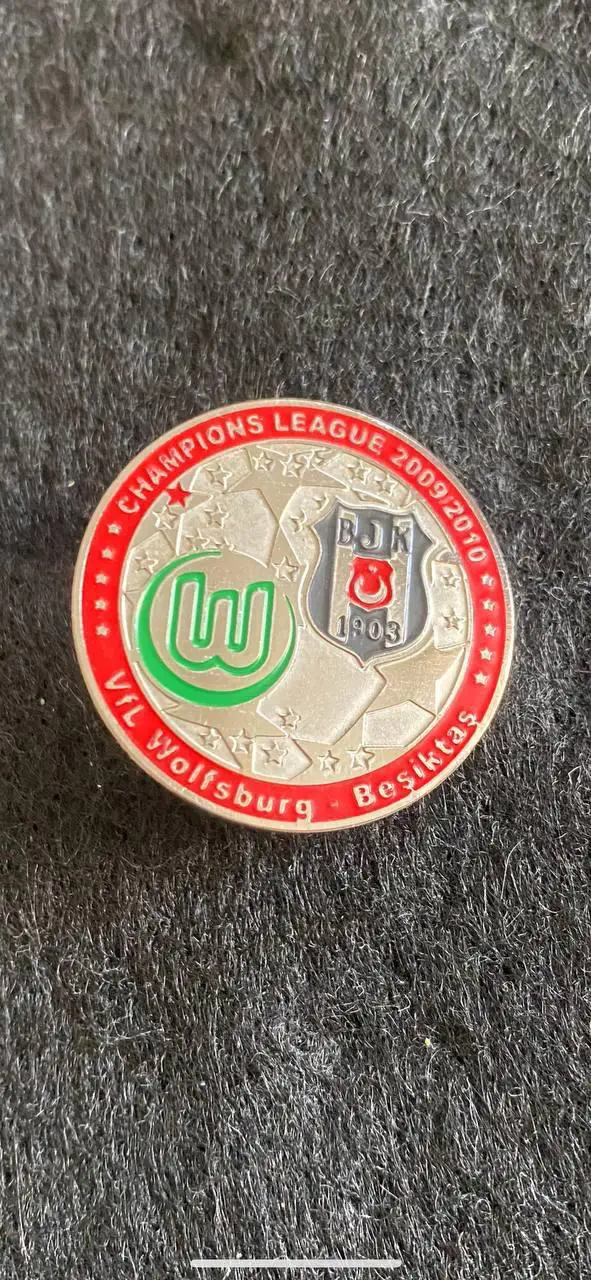 CHAMPIONS LEAGUE 2009/2010
W
BJK
1903
VfL Wolfsburg - Beşiktaş